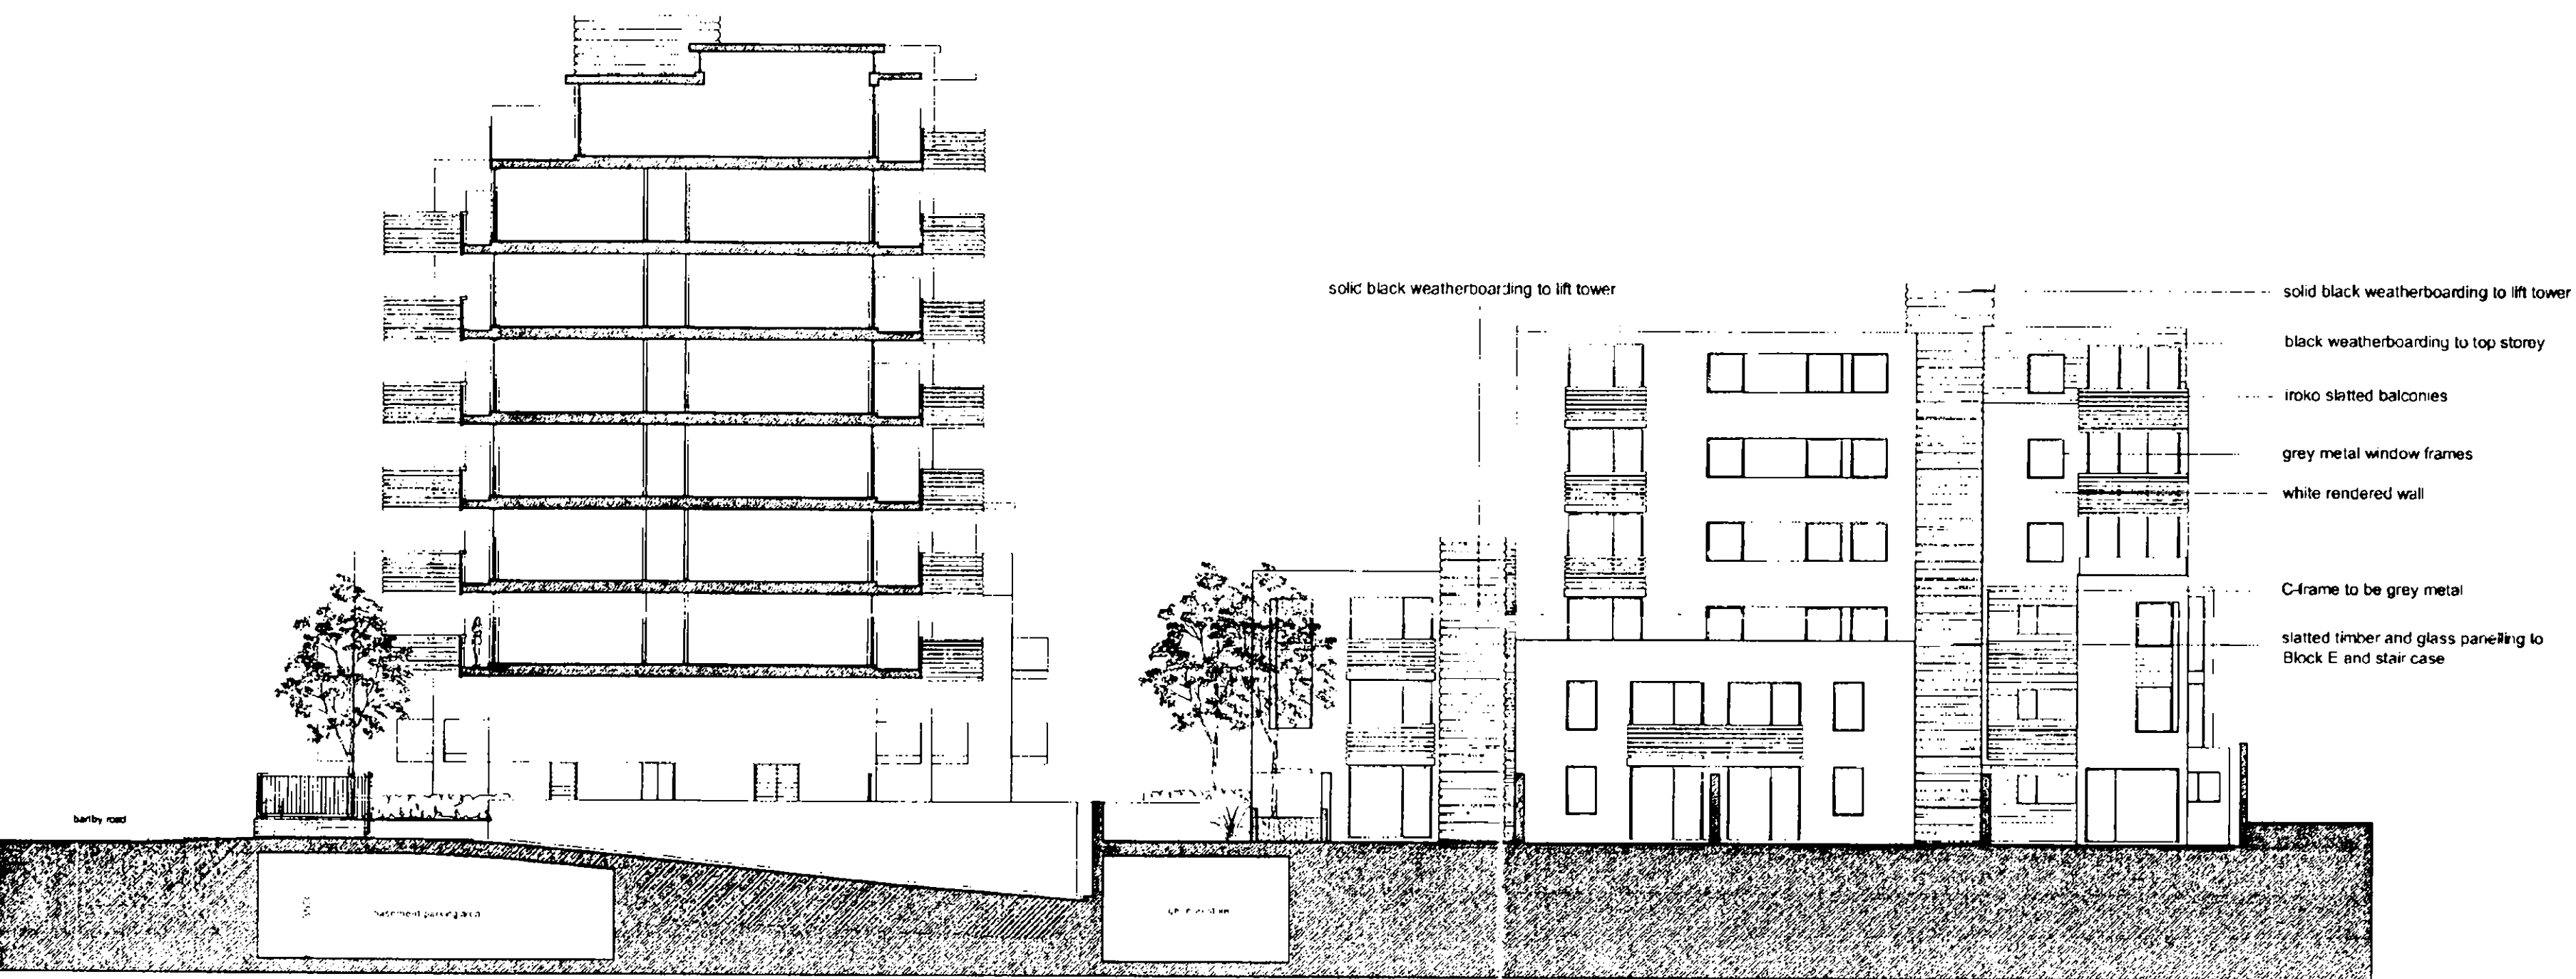 solid black weatherboarding to lift tower
solid black weatherboarding to lift tower
black weatherboarding to top storey
iroko slatted balconies
grey metal window frames
white rendered wall
C-frame to be grey metal
slatted timber and glass panelling to
Block E and stair case
basement parking area